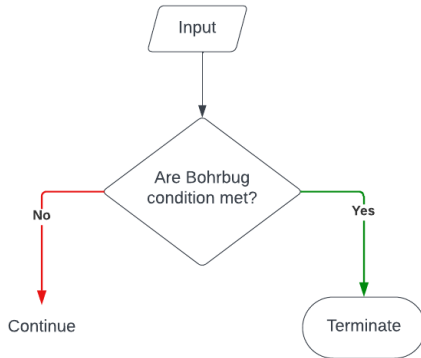 Input
Are Bohrbug
condition met?
No
Yes
Continue
Terminate